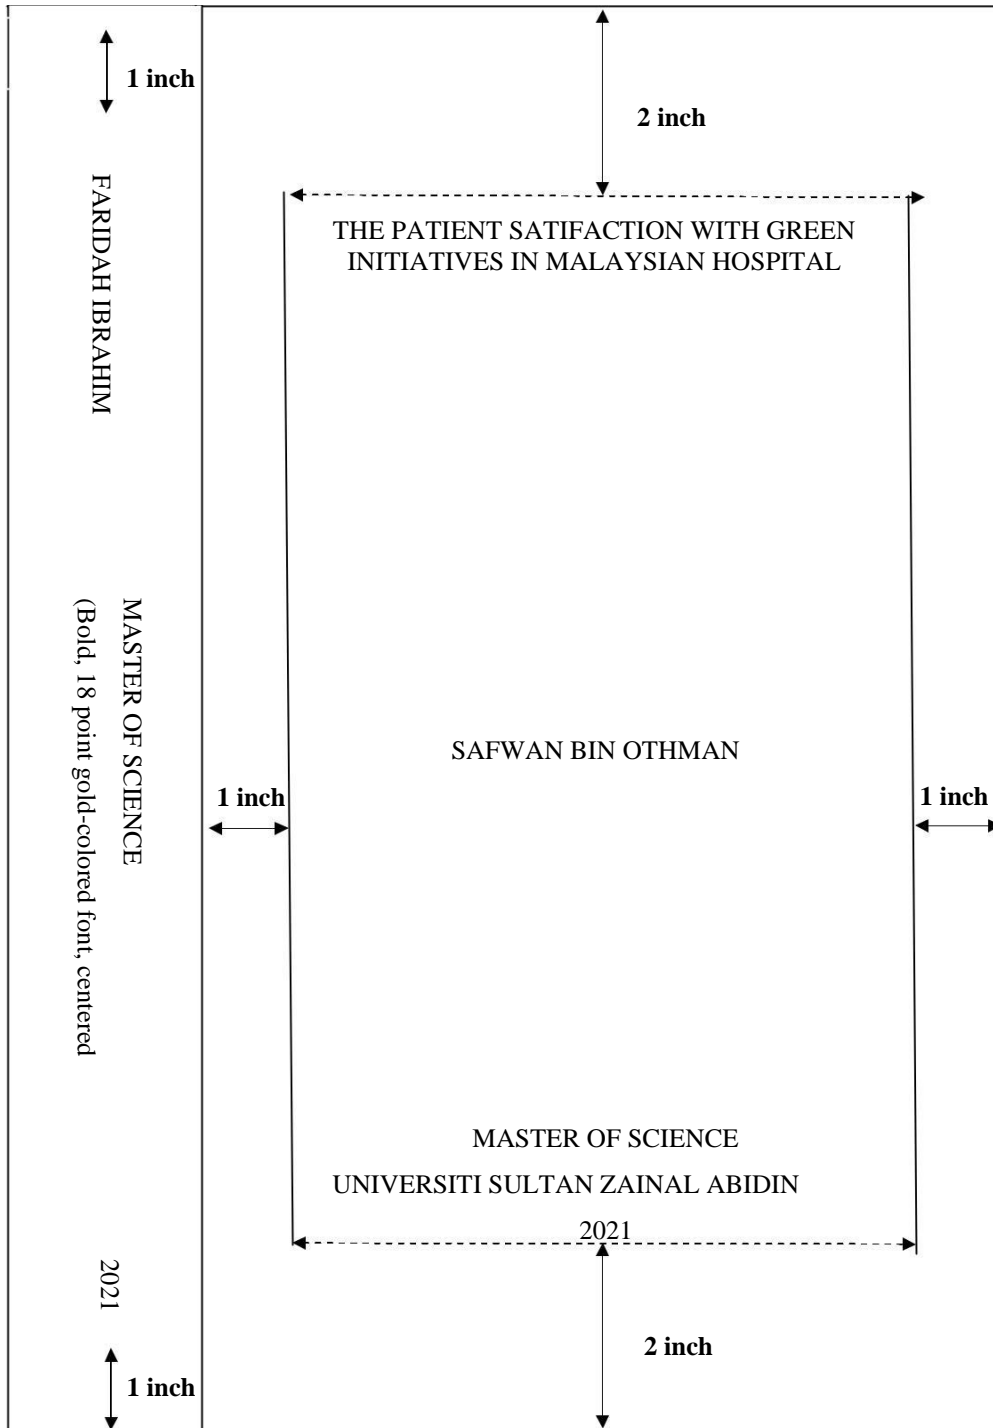 1 inch
FARIDAH IBRAHIM
MASTER OF SCIENCE
(Bold, 18 point gold-colored font, centered
2021
1 inch
2 inch
THE PATIENT SATIFACTION WITH GREEN
INITIATIVES IN MALAYSIAN HOSPITAL
SAFWAN BIN OTHMAN
1 inch
1 inch
MASTER OF SCIENCE
UNIVERSITI SULTAN ZAINAL ABIDIN
2021
2 inch